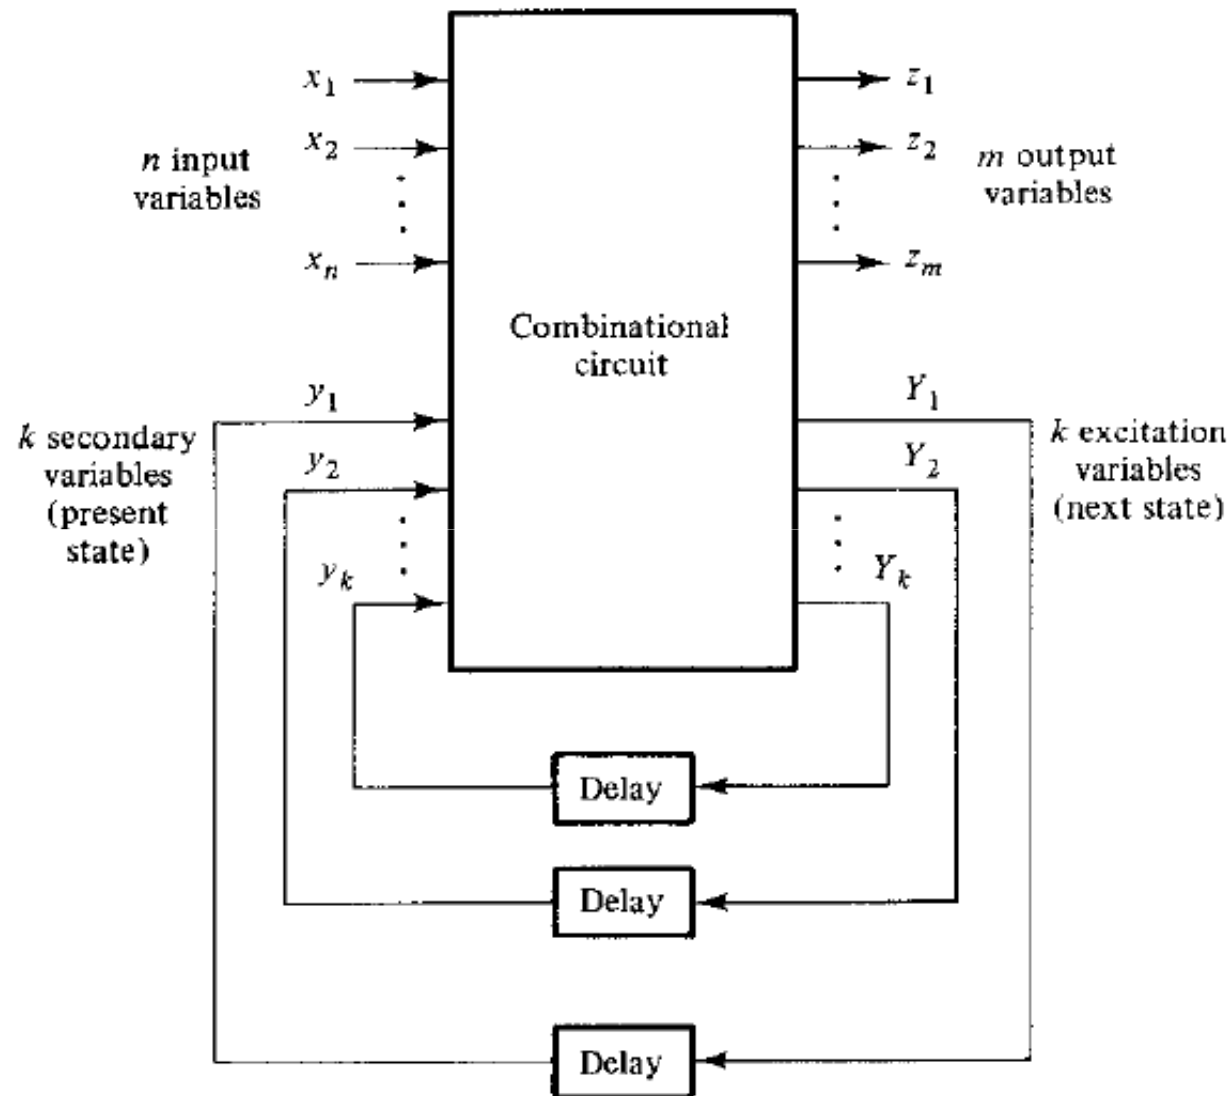 x1
z1
x2
z2
n input
variables
m output
variables
xn
zm
Combinational
circuit
y1
Y1
k secondary
variables
(present
state)
k excitation
variables
(next state)
y2
Y2
yk
Yk
Delay
Delay
Delay